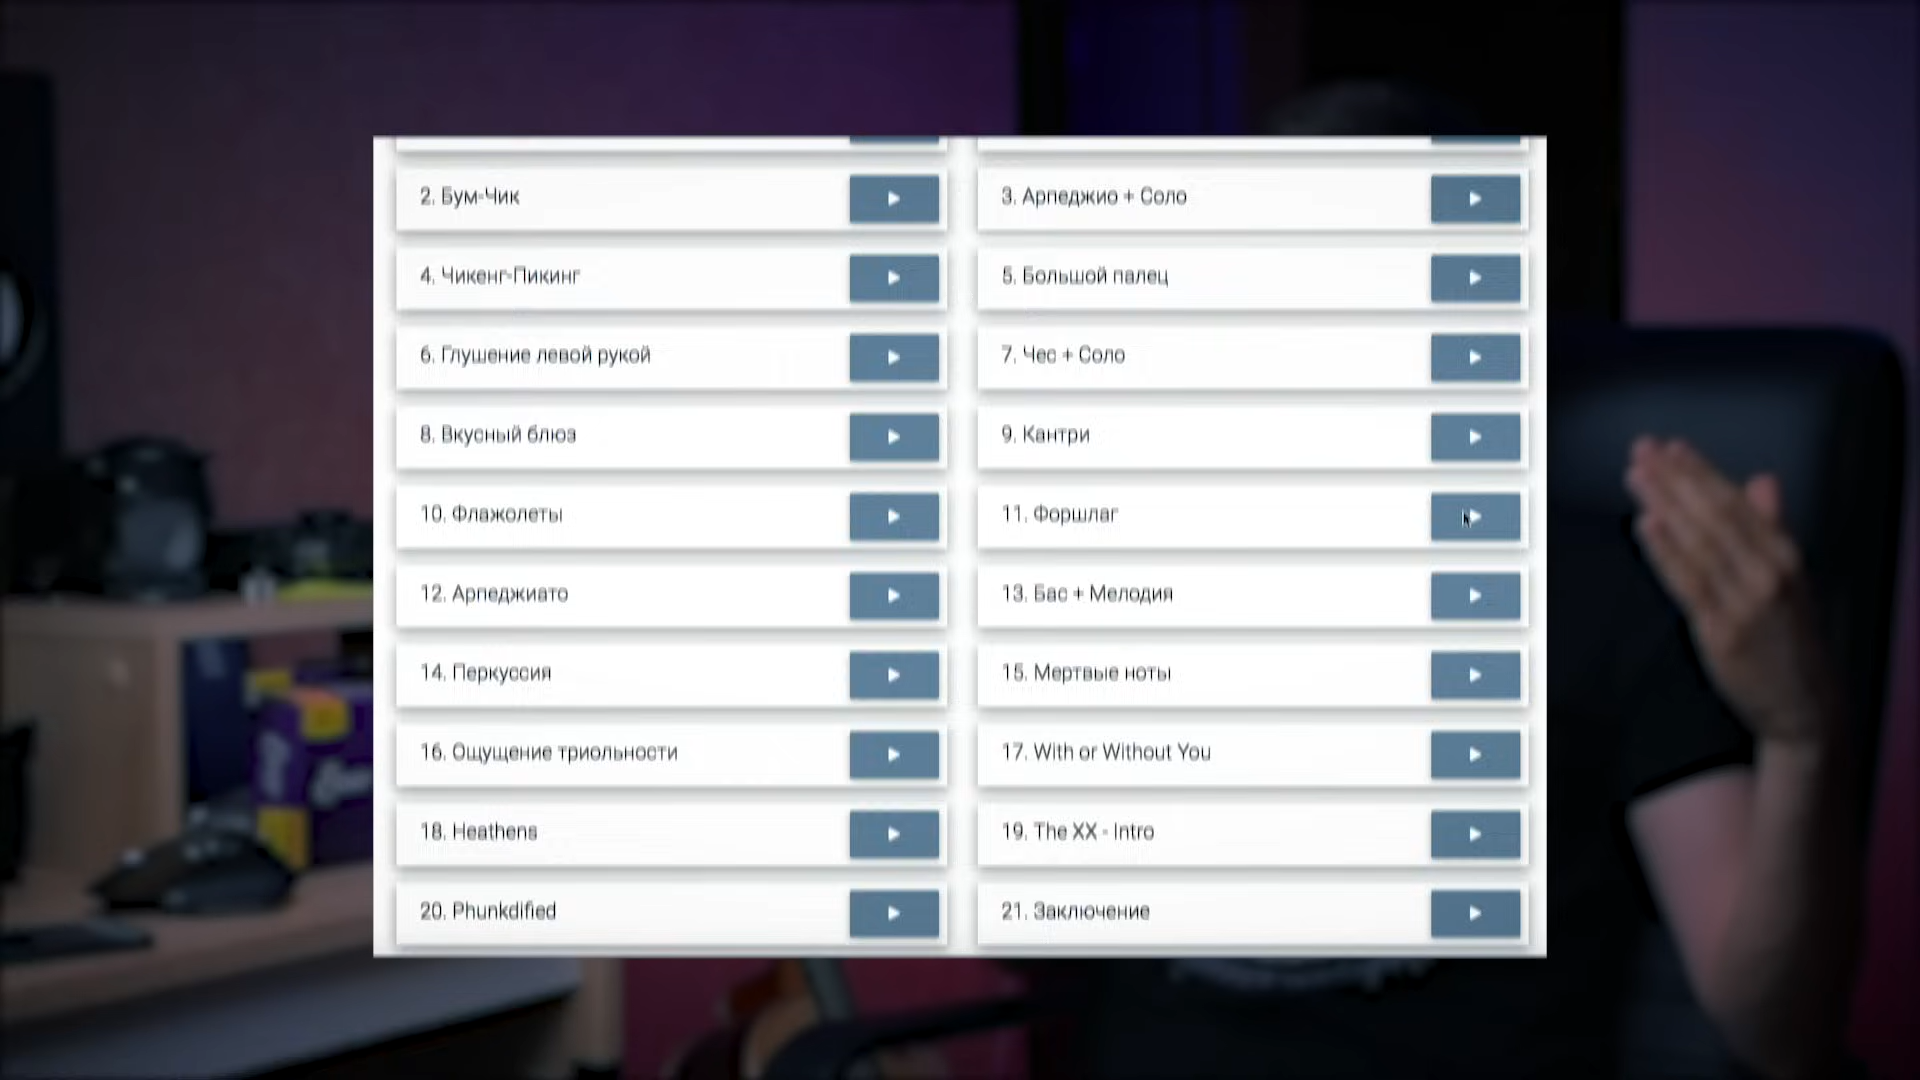 2. Бум-Чик
3. Арпеджио + Соло
4. Чикенг-Пикинг
5. Большой палец
6. Глушение левой рукой
7. Чес + Соло
8. Вкусный блюз
9. Кантри
10. Флажолеты
11. Форшлаг
12. Арпеджиато
13. Бас + Мелодия
14. Перкуссия
15. Мертвые ноты
16. Ощущение триольности
17. With or Without You
18. Heathens
19. The XX - Intro
20. Phunkdified
21. Заключение